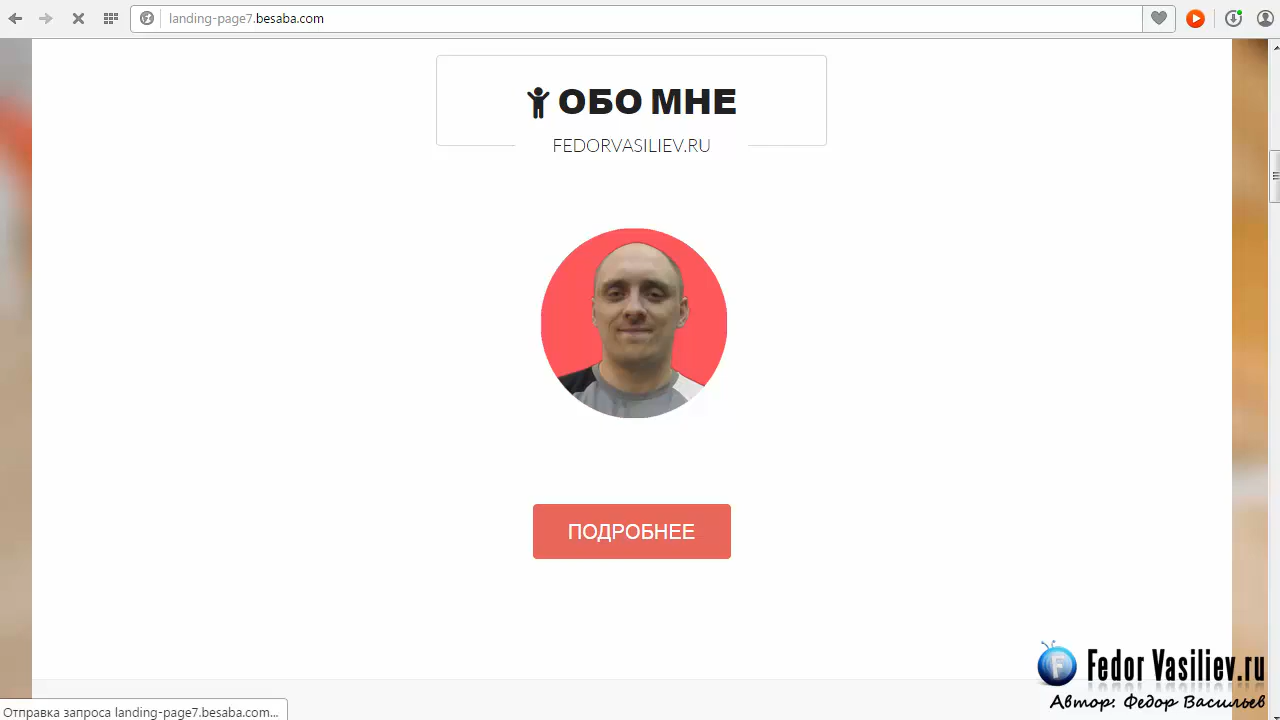 landing-page7.besaba.com
ОБО МНЕ
FEDORVASILIEV.RU
ПОДРОБНЕЕ
F Fedor Vasiliev.ru
Автор: Федор Васильев
Отправка запроса landing-page7.besaba.com...